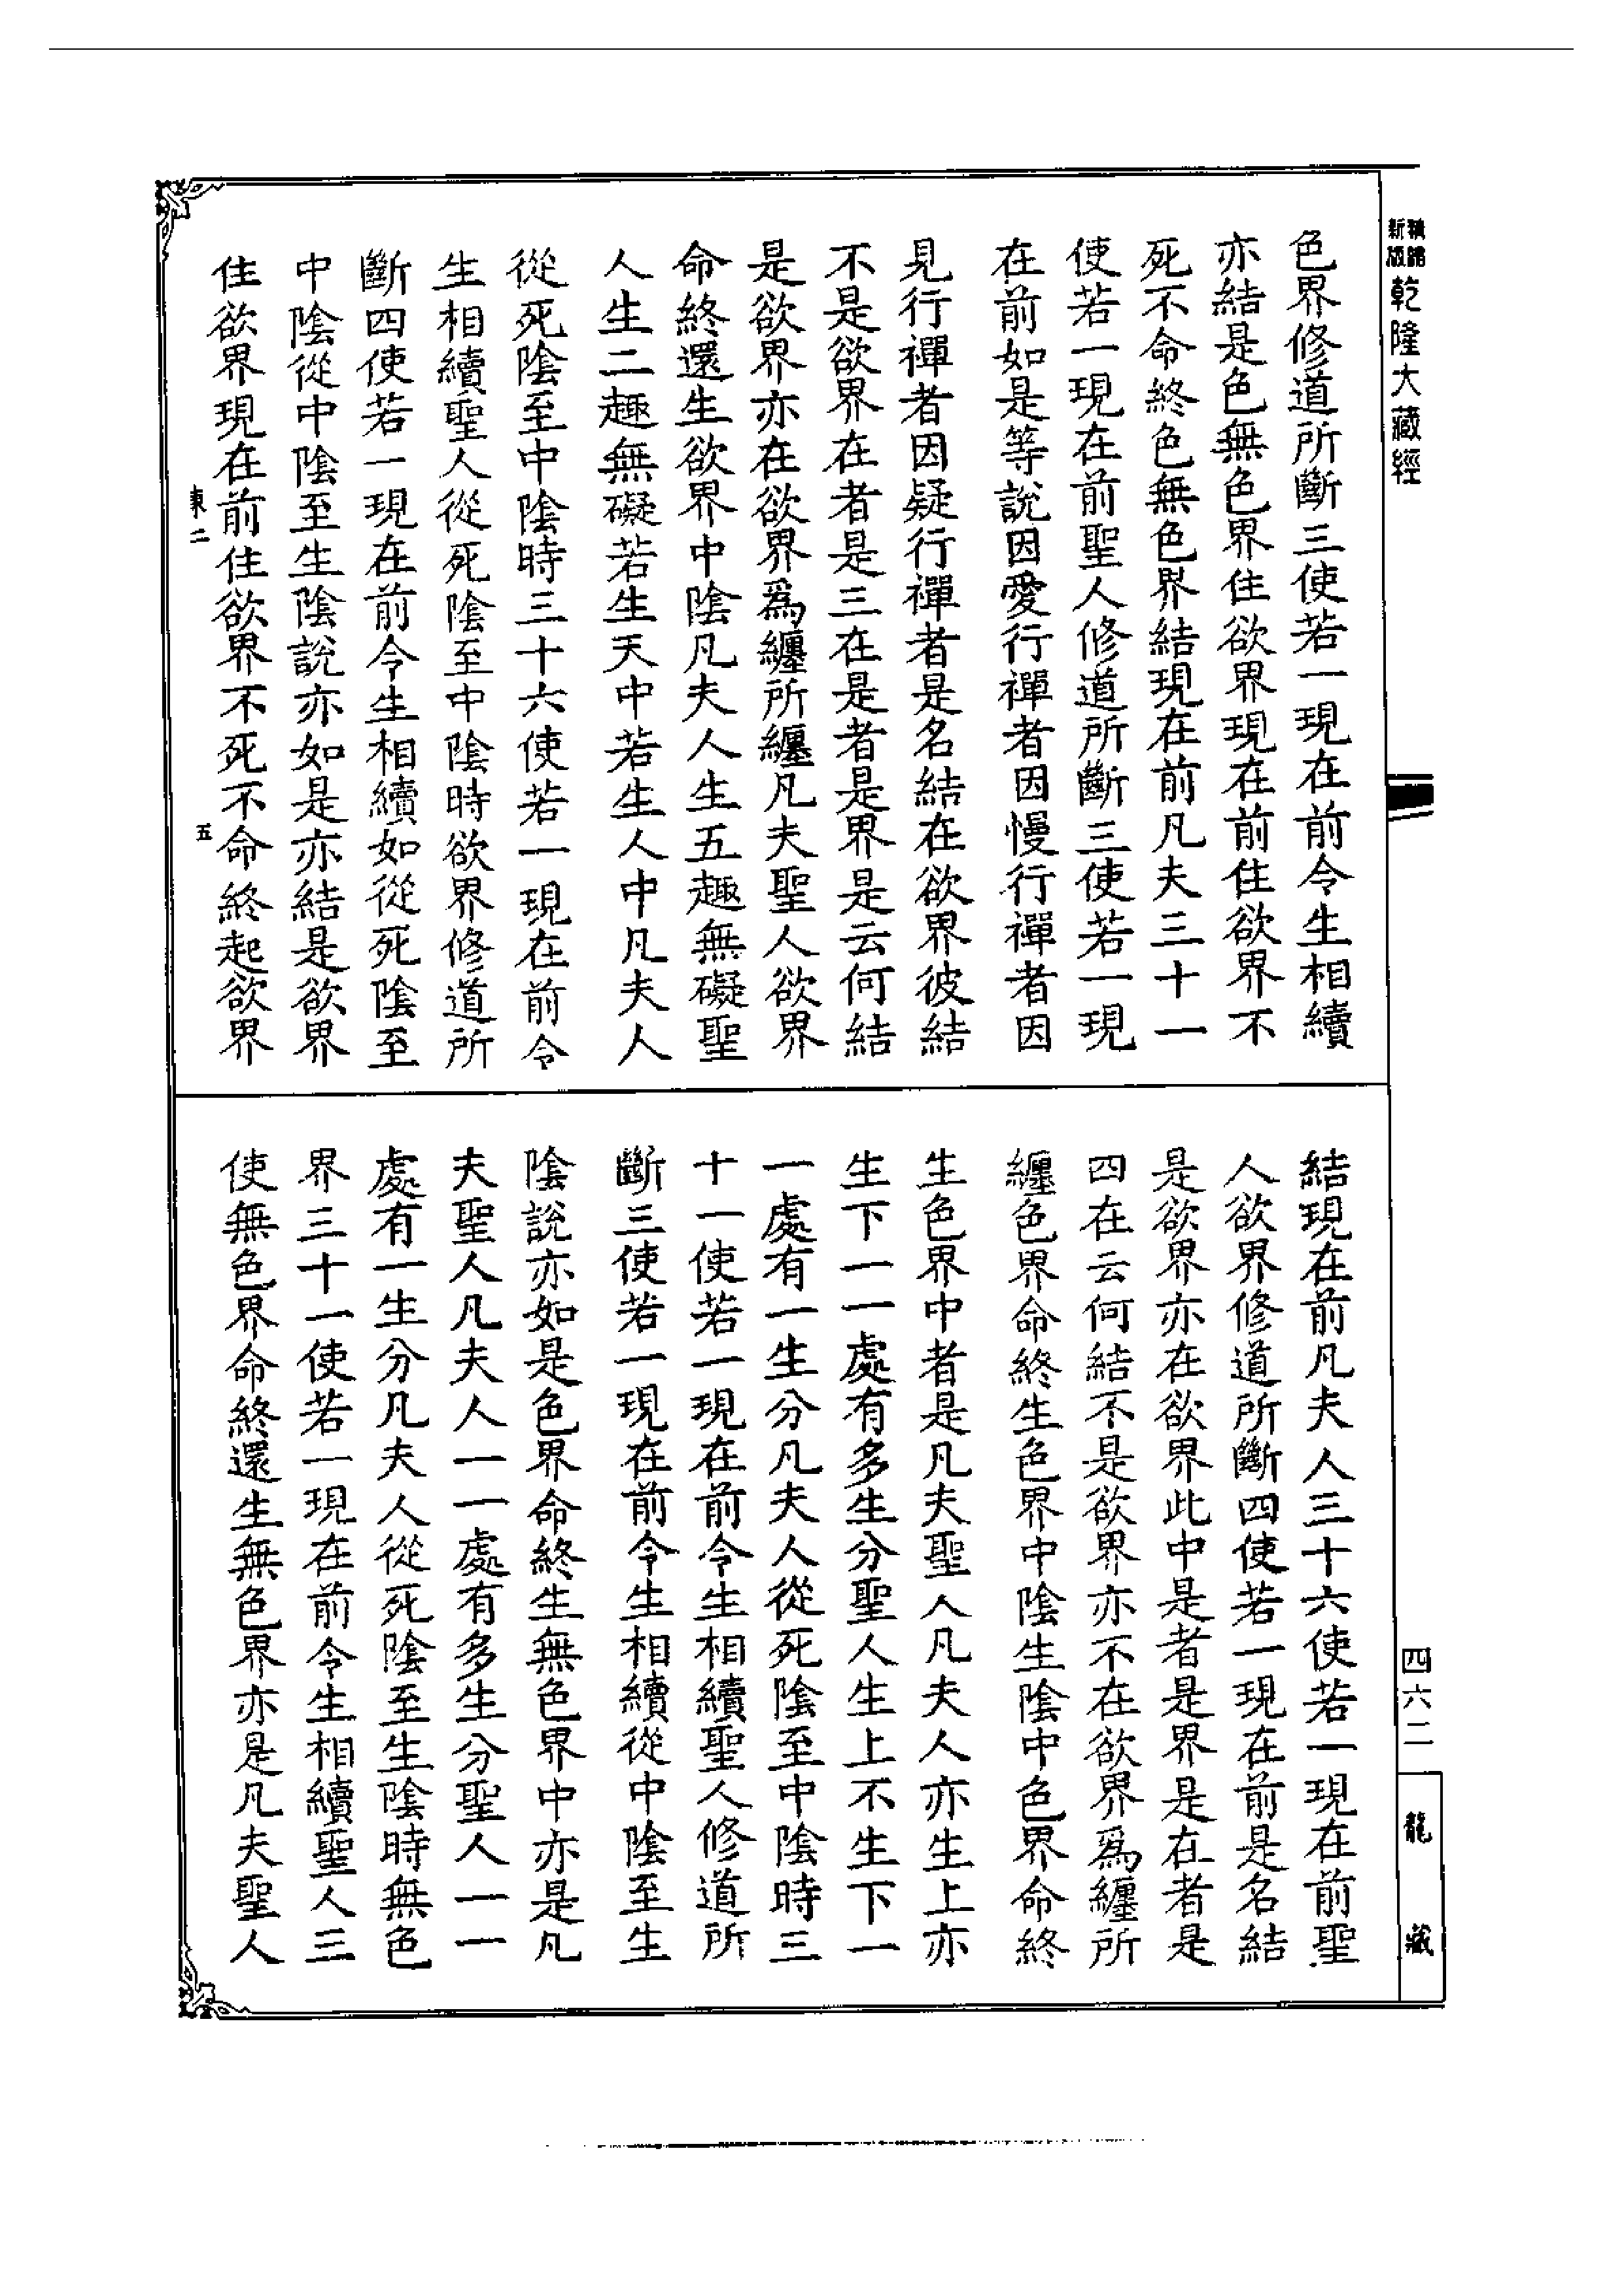 新版
精縮
乾隆大藏經
色界修道所斷三使若一現在前令生相續
亦結是色無色界住欲界現在前住欲界不
死不命終色無色界結現在前凡夫三十一
使若一現在前聖人修道所斷三使若一現
在前如是等說因愛行禪者因慢行禪者因
見行禪者因疑行禪者是名結在欲界彼結
不是欲界在者是三在是者是界是云何結
是欲界亦在欲界爲纏所纏凡夫聖人欲界
命終還生欲界中陰凡夫人生五趣無礙聖
人生二趣無礙若生天中若生人中凡夫人
從死陰至中陰時三十六使若一現在前令
生相續聖人從死陰至中陰時欲界修道所
斷四使若一現在前令生相續如從死陰至
中陰從中陰至生陰說亦如是亦結是欲界
住欲界現在前住欲界不死不命終起欲界
結現在前凡夫人三十六使若一現在前聖
人欲界修道所斷四使若一現在前是名結
是欲界亦在欲界此中是者是界是在者是
四在云何結不是欲界亦不在欲界爲纏所
纏色界命終生色界中陰生陰中色界命終
生色界中者是凡夫聖人凡夫人亦生上亦
生下一一處有多生分聖人生上不生下一
一處有一生分凡夫人從死陰至中陰時三
十一使若一現在前令生相續聖人修道所
斷三使若一現在前令生相續從中陰至生
陰說亦如是色界命終生無色界中亦是凡
夫聖人凡夫人一一處有多生分聖人一一
處有一生分凡夫人從死陰至生陰時無色
界三十一使若一現在前令生相續聖人三
使無色界命終還生無色界亦是凡夫聖人
四六二
龍藏
五